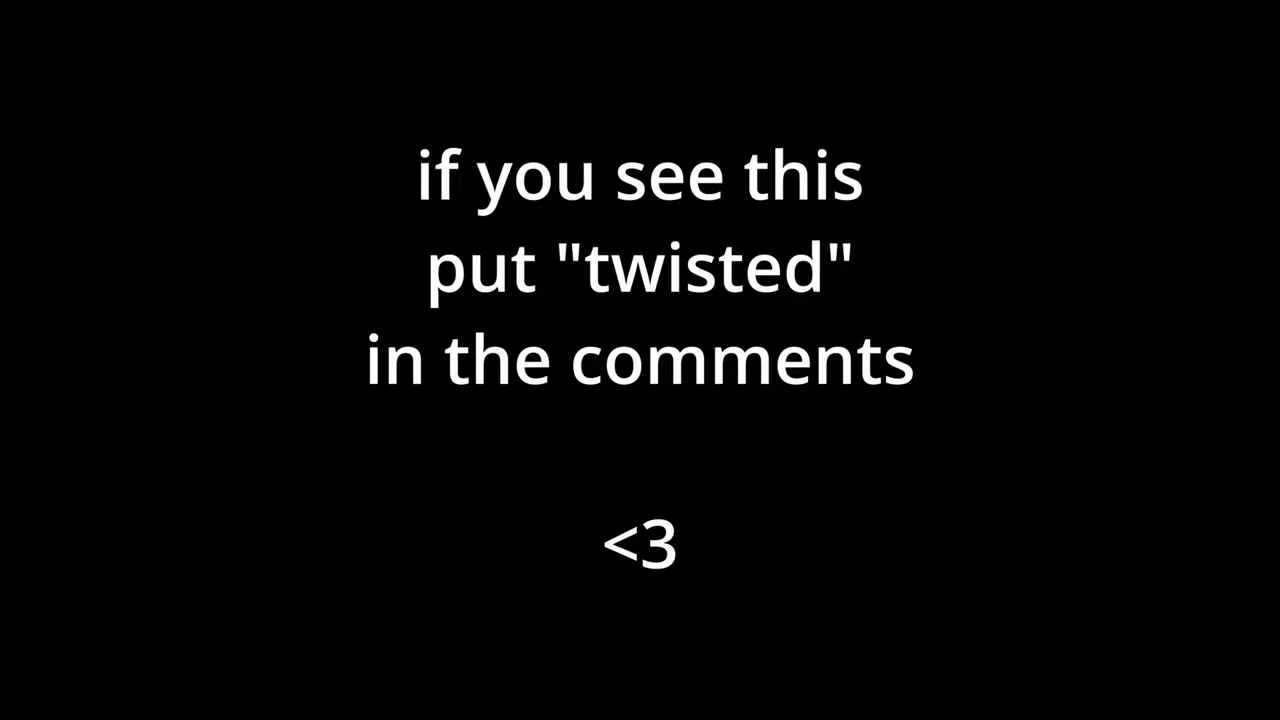 if you see this
put "twisted"
in the comments
<3